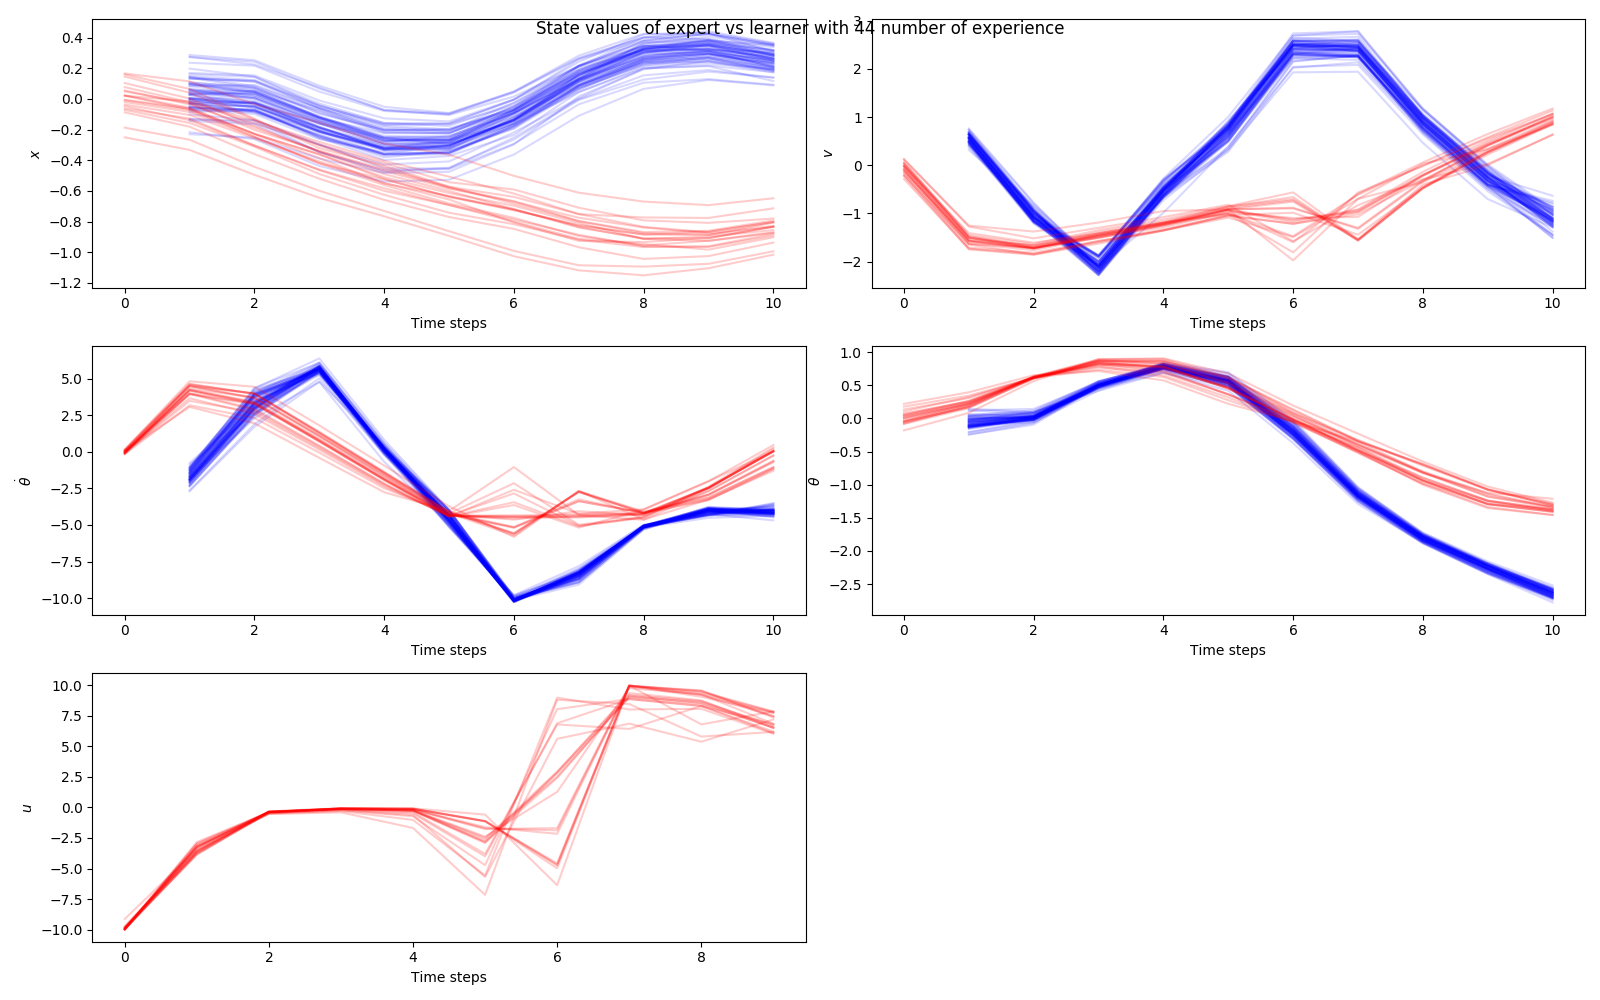 State values of expert vs learner with 44 number of experience
0.4
0.2
0.0
−0.2
−0.4
−0.6
−0.8
−1.0
−1.2
x
0 2 4 6 8 10
Time steps
3
2
1
0
−1
−2
v
0 2 4 6 8 10
Time steps
5.0
2.5
0.0
−2.5
−5.0
−7.5
−10.0
θ̇
0 2 4 6 8 10
Time steps
1.0
0.5
0.0
−0.5
−1.0
−1.5
−2.0
−2.5
θ
0 2 4 6 8 10
Time steps
10.0
7.5
5.0
2.5
0.0
−2.5
−5.0
−7.5
−10.0
u
0 2 4 6 8
Time steps